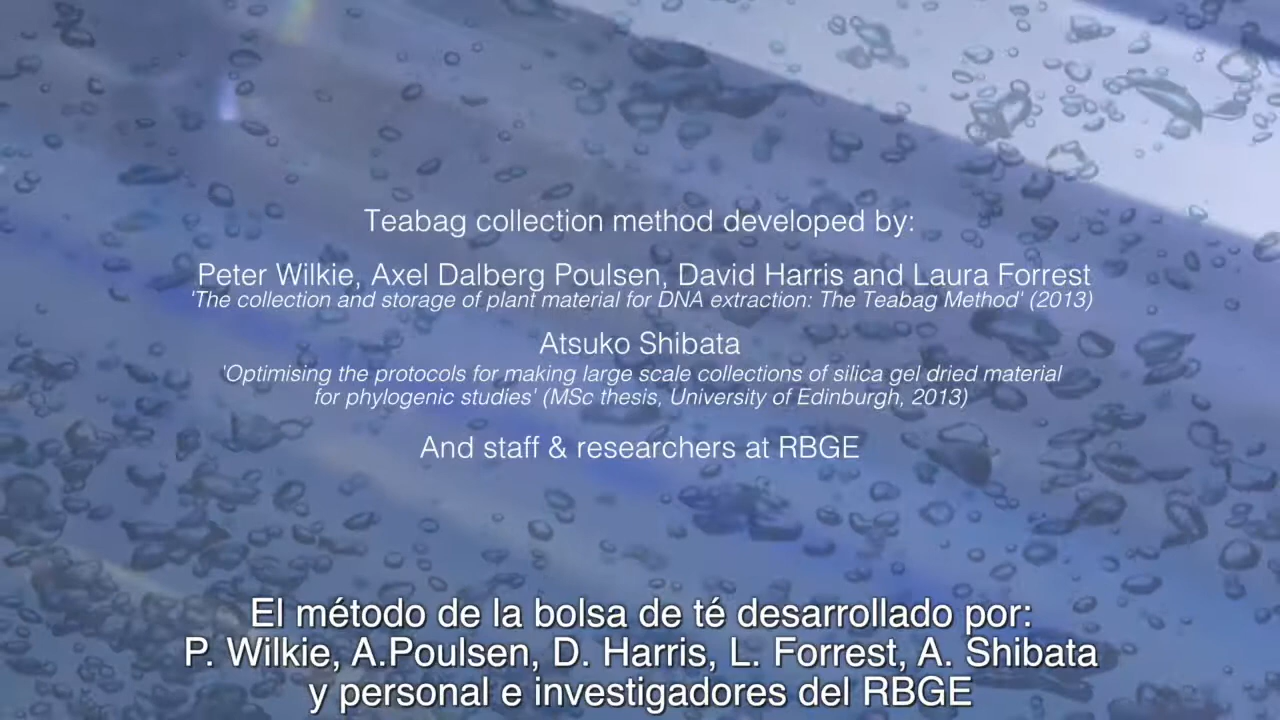 Teabag collection method developed by:
Peter Wilkie, Axel Dalberg Poulsen, David Harris and Laura Forrest
'The collection and storage of plant material for DNA extraction: The Teabag Method' (2013)
Atsuko Shibata
'Optimising the protocols for making large scale collections of silica gel dried material
for phylogenic studies' (MSc thesis, University of Edinburgh, 2013)
And staff & researchers at RBGE
El método de la bolsa de té desarrollado por:
P. Wilkie, A.Poulsen, D. Harris, L. Forrest, A. Shibata
y personal e investigadores del RBGE